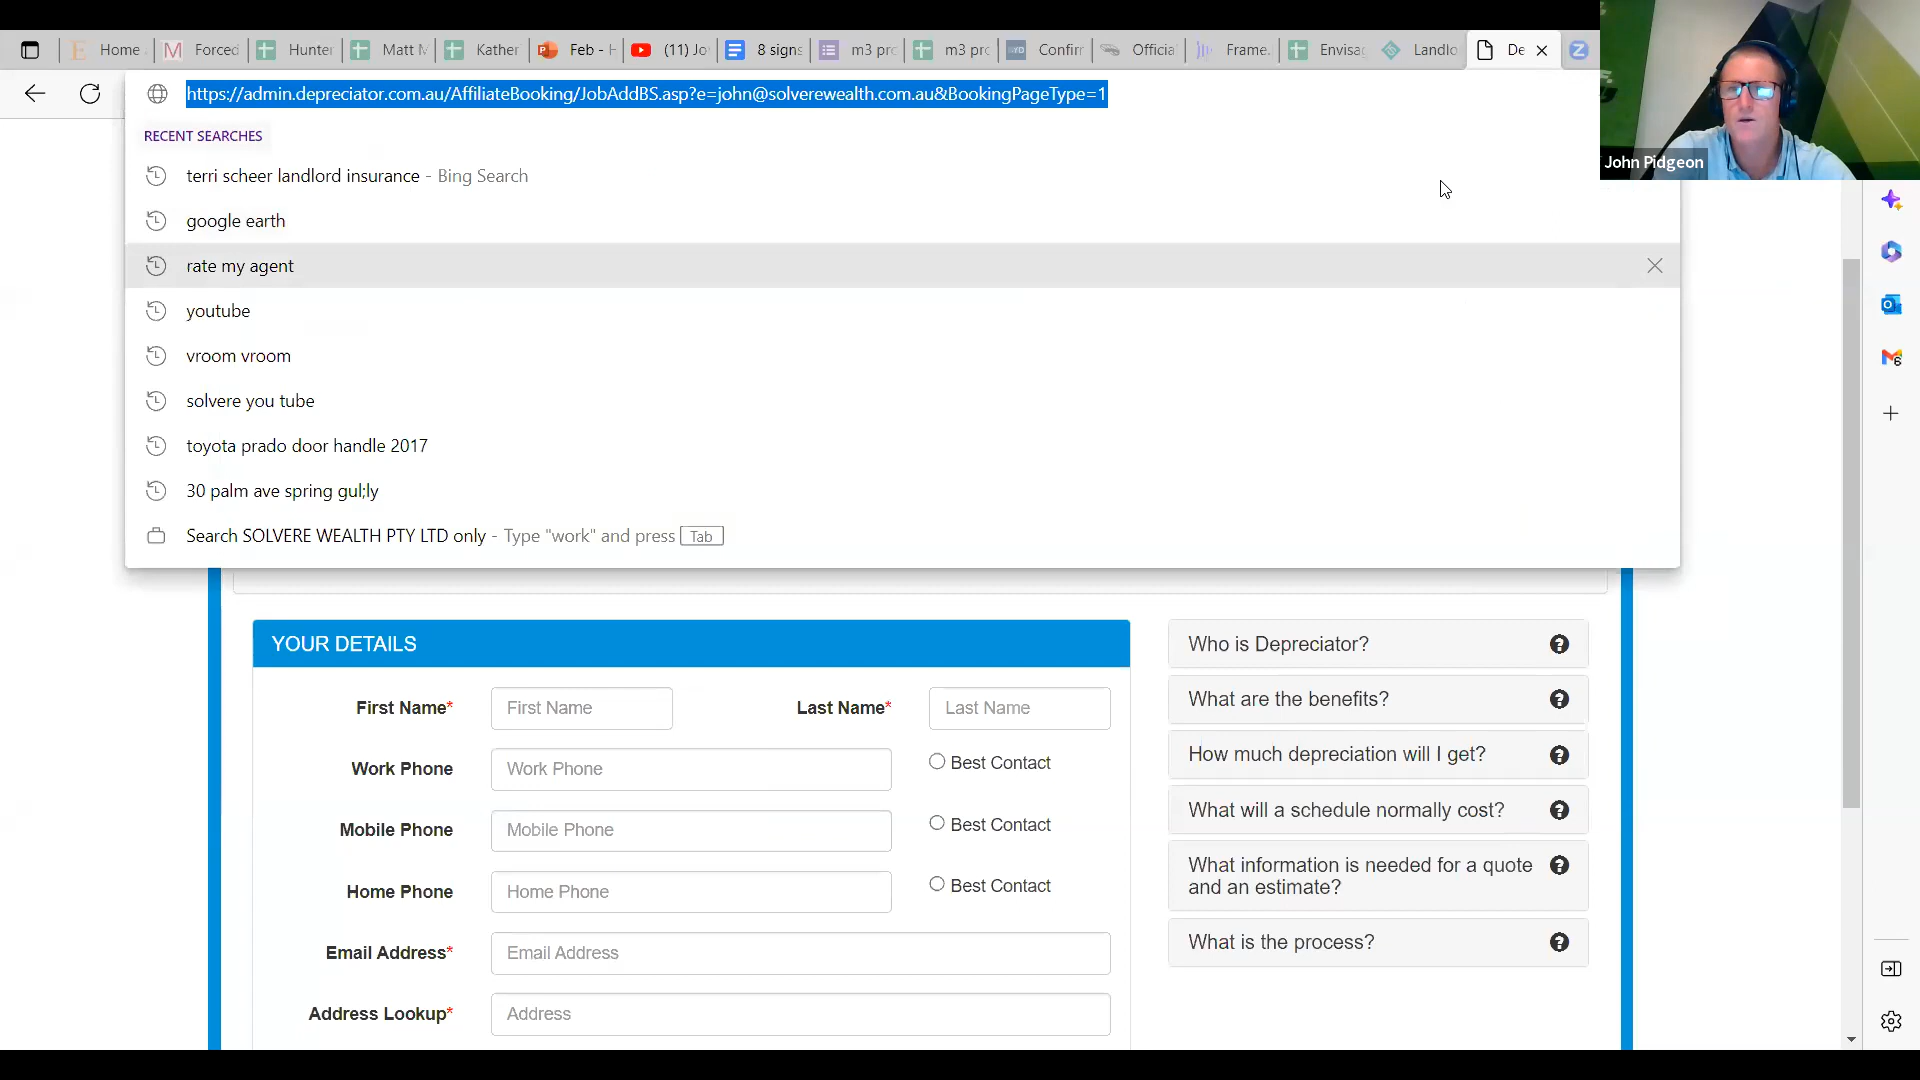 Home
Forced
Hunter
Matt M
Kather
Feb - H
(11) Jo
8 signs
m3 pro
m3 pro
Confirr
Officia
Frame.
Envisag
Landlo
De
https://admin.depreciator.com.au/AffiliateBooking/JobAddBS.asp?e=john@solverewealth.com.au&BookingPageType=1
RECENT SEARCHES
terri scheer landlord insurance - Bing Search
google earth
rate my agent
youtube
vroom vroom
solvere you tube
toyota prado door handle 2017
30 palm ave spring gul;ly
Search SOLVERE WEALTH PTY LTD only - Type "work" and press Tab
John Pidgeon
YOUR DETAILS
First Name* First Name Last Name* Last Name
Work Phone Work Phone Best Contact
Mobile Phone Mobile Phone Best Contact
Home Phone Home Phone Best Contact
Email Address* Email Address
Address Lookup* Address
Who is Depreciator?
What are the benefits?
How much depreciation will I get?
What will a schedule normally cost?
What information is needed for a quote
and an estimate?
What is the process?